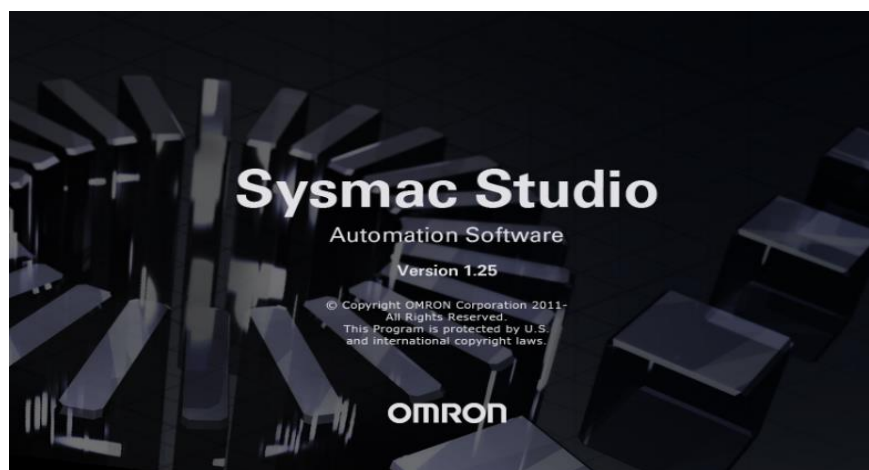 Sysmac Studio
Automation Software
Version 1.25
© Copyright OMRON Corporation 2011-
All Rights Reserved.
This Program is protected by U.S.
and international copyright laws.
OMRON